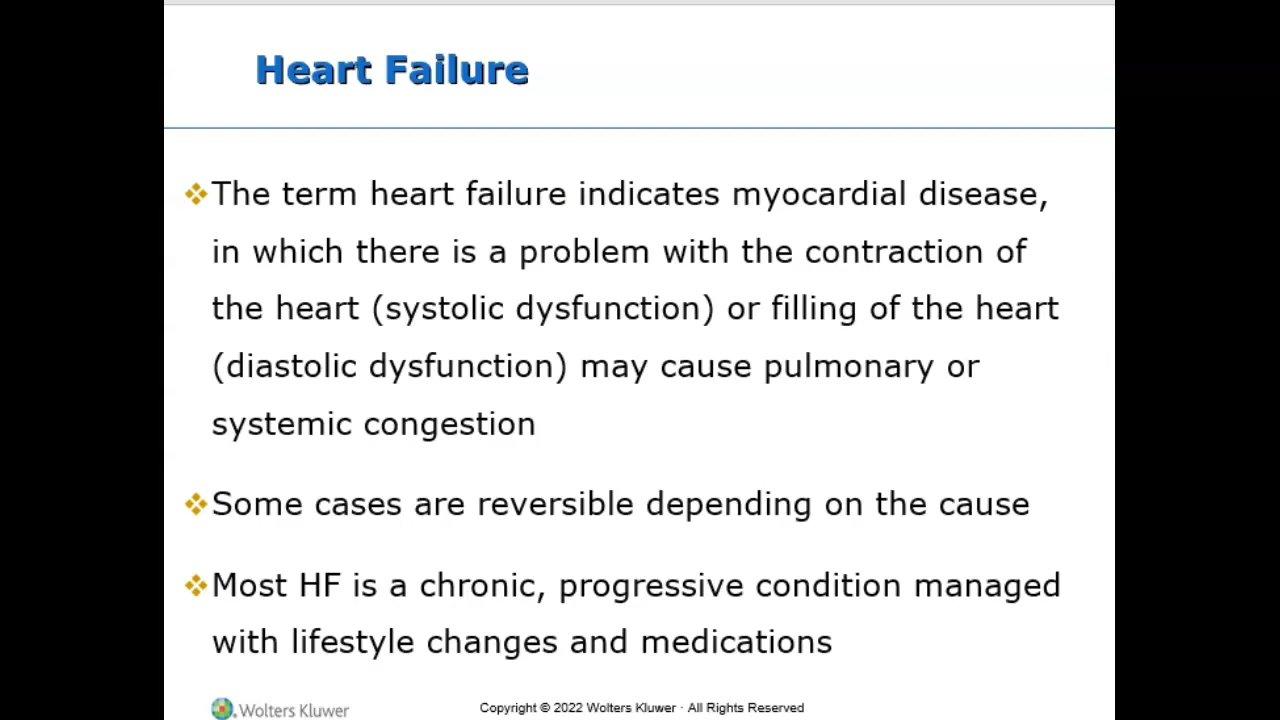 Heart Failure
❖The term heart failure indicates myocardial disease,
in which there is a problem with the contraction of
the heart (systolic dysfunction) or filling of the heart
(diastolic dysfunction) may cause pulmonary or
systemic congestion
❖Some cases are reversible depending on the cause
❖Most HF is a chronic, progressive condition managed
with lifestyle changes and medications
Wolters Kluwer
Copyright © 2022 Wolters Kluwer · All Rights Reserved